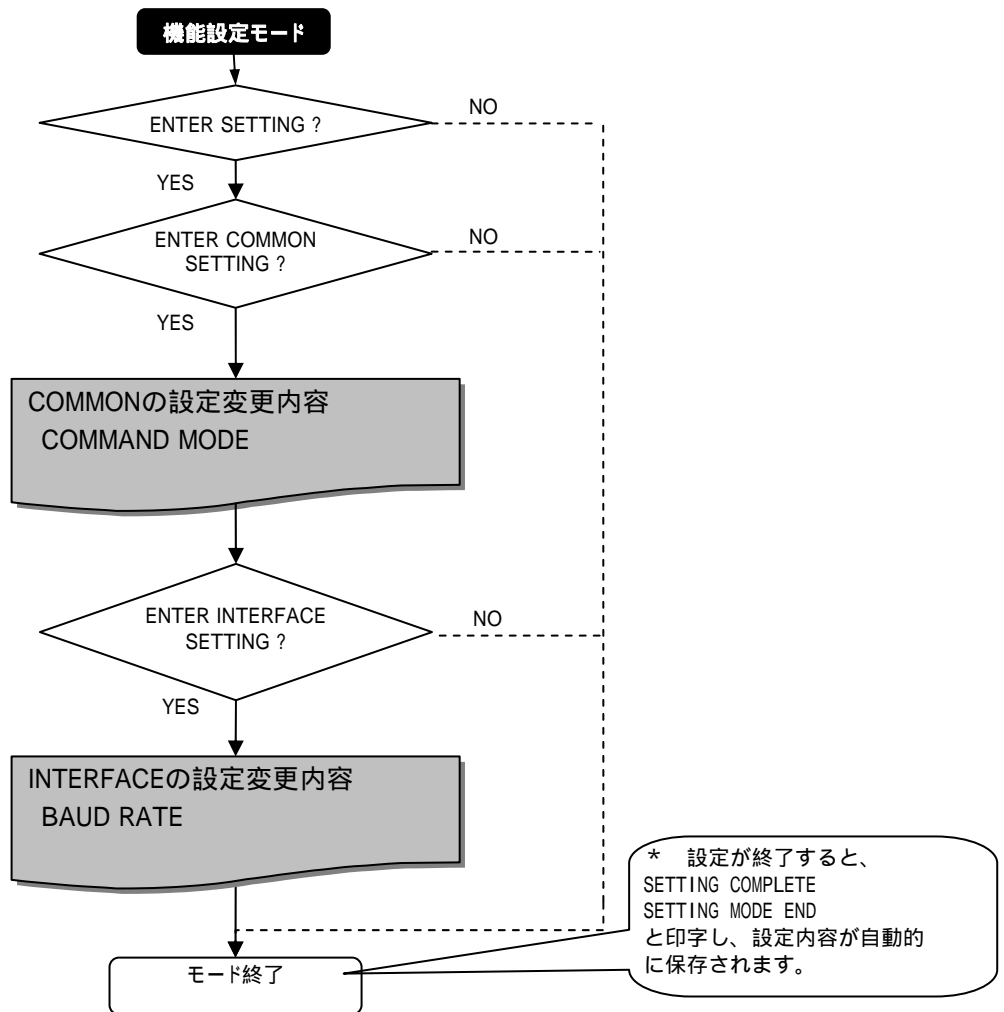 機能設定モード
ENTER SETTING ?
NO
YES
ENTER COMMON
SETTING ?
NO
YES
COMMONの設定変更内容
COMMAND MODE
ENTER INTERFACE
SETTING ?
NO
YES
INTERFACEの設定変更内容
BAUD RATE
* 設定が終了すると、
SETTING COMPLETE
SETTING MODE END
と印字し、設定内容が自動的
に保存されます。
モード終了